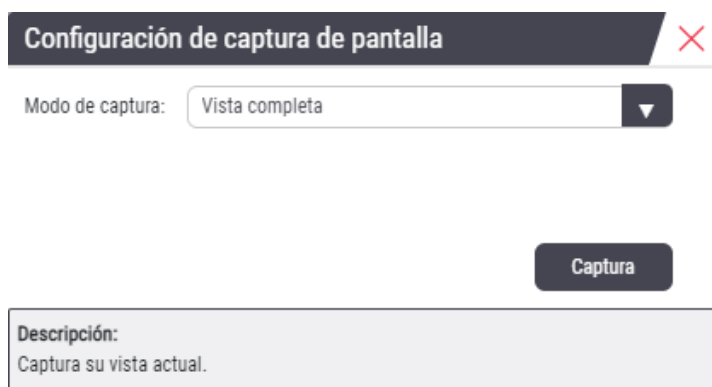 Configuración de captura de pantalla
Modo de captura: Vista completa
Captura
Descripción:
Captura su vista actual.